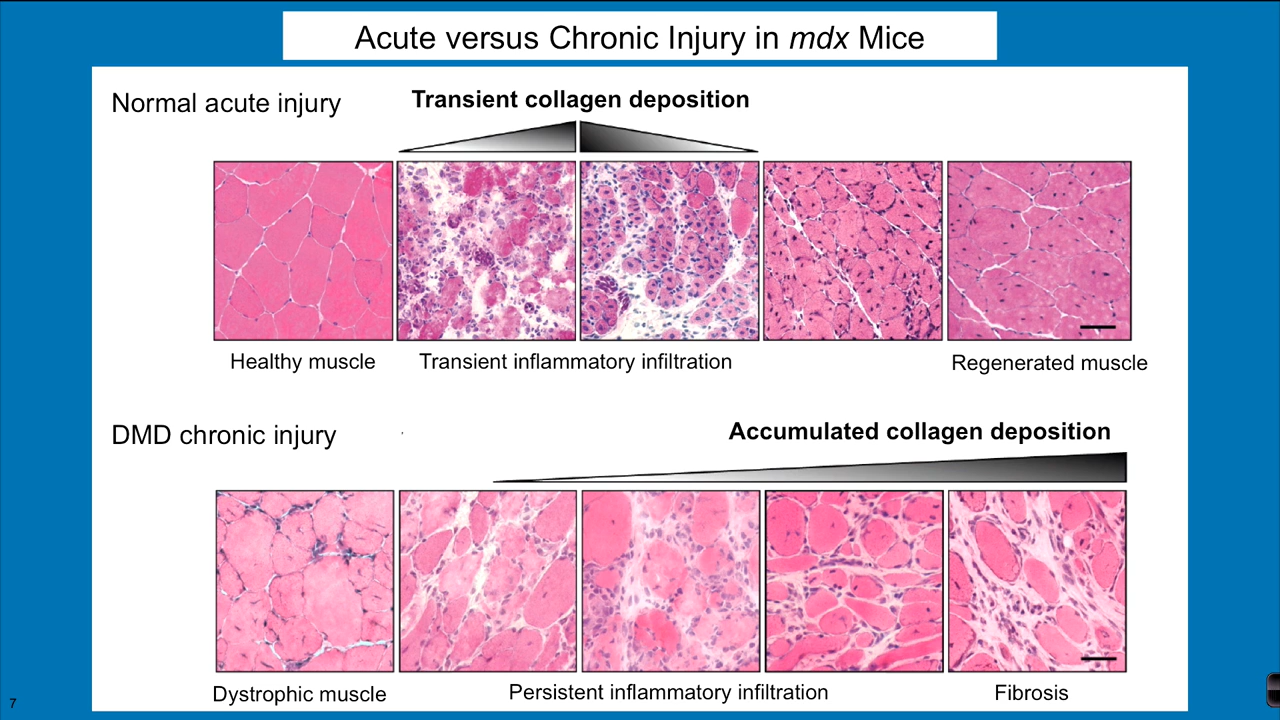 Acute versus Chronic Injury in mdx Mice
Normal acute injury
Transient collagen deposition
Healthy muscle
Transient inflammatory infiltration
Regenerated muscle
DMD chronic injury
Accumulated collagen deposition
Dystrophic muscle
Persistent inflammatory infiltration
Fibrosis
7